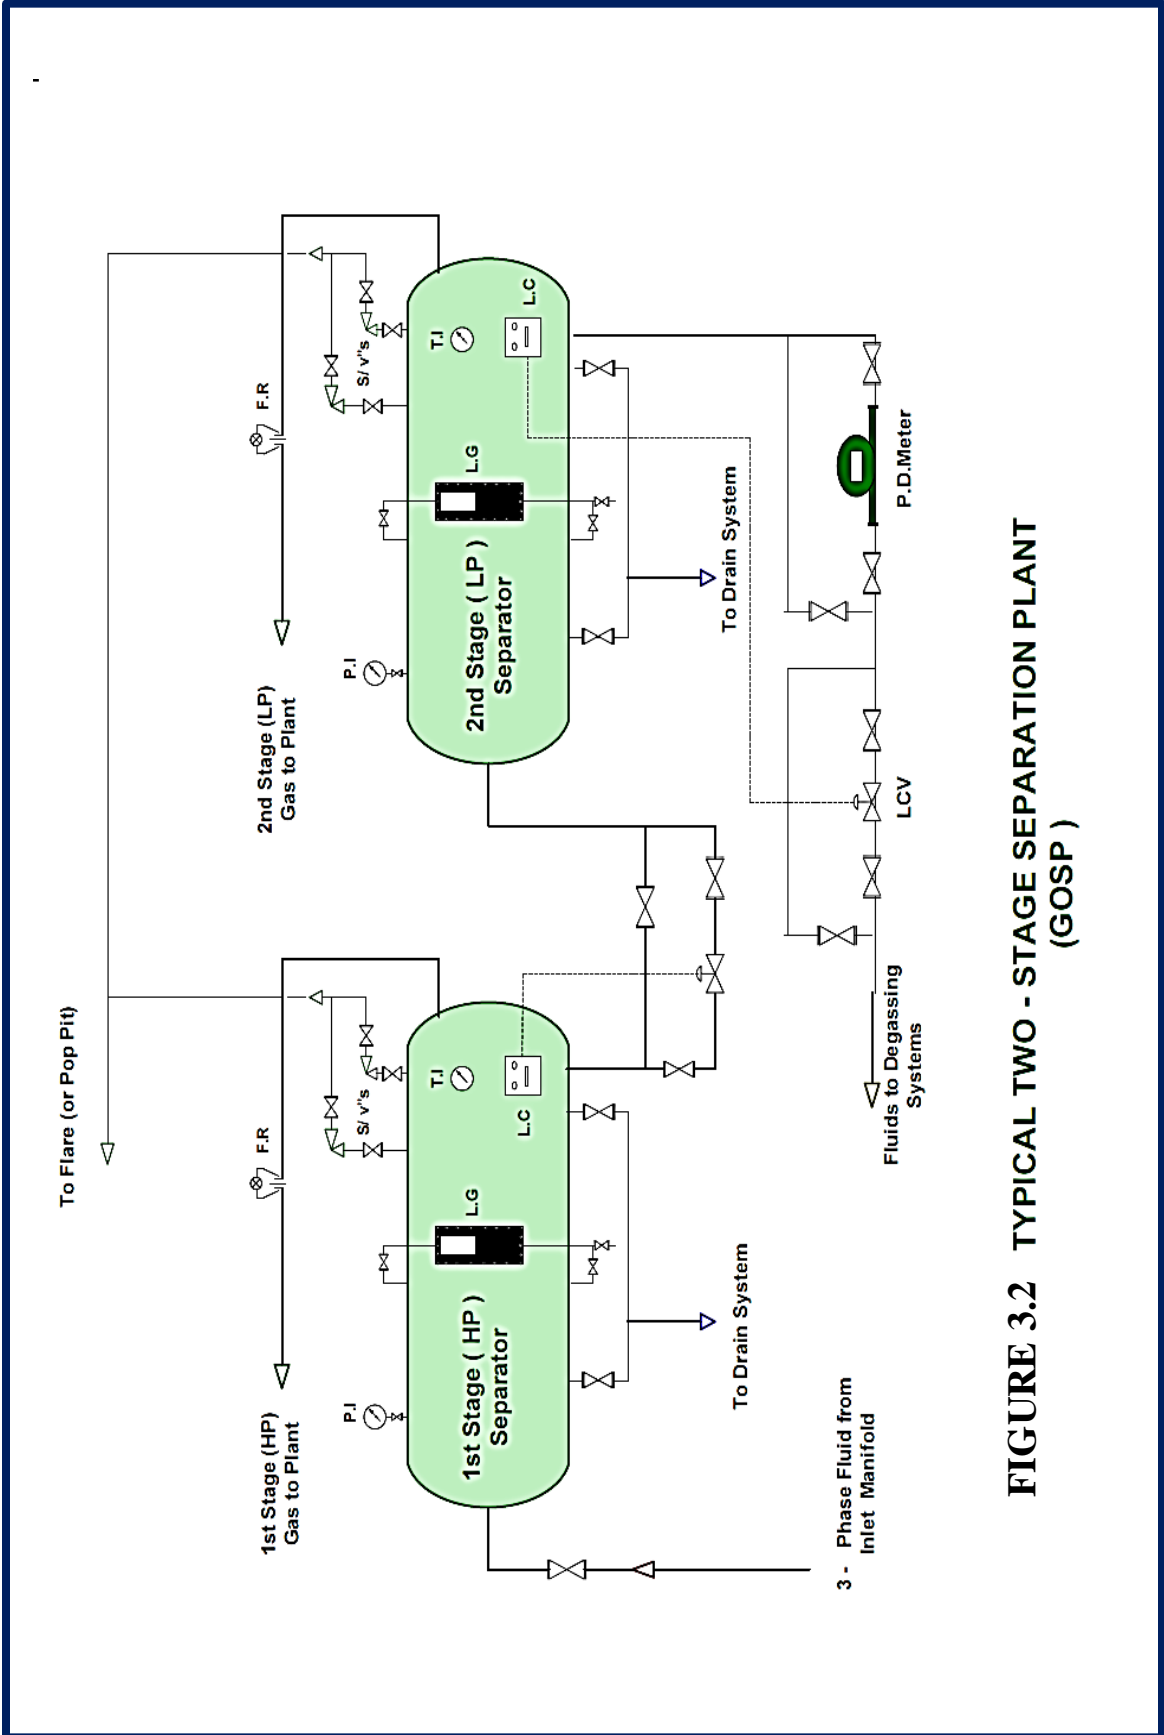 -
To Flare (or Pop Pit)
1st Stage (HP)
Gas to Plant
F.R
2nd Stage (LP)
Gas to Plant
F.R
P.I
S/ v"s
P.I
S/ v"s
1st Stage ( HP )
Separator
L.G
T.I
L.C
2nd Stage ( LP )
Separator
L.G
T.I
L.C
To Drain System
To Drain System
3 - Phase Fluid from
Inlet Manifold
Fluids to Degassing
Systems
LCV
P.D.Meter
FIGURE 3.2 TYPICAL TWO - STAGE SEPARATION PLANT
(GOSP )